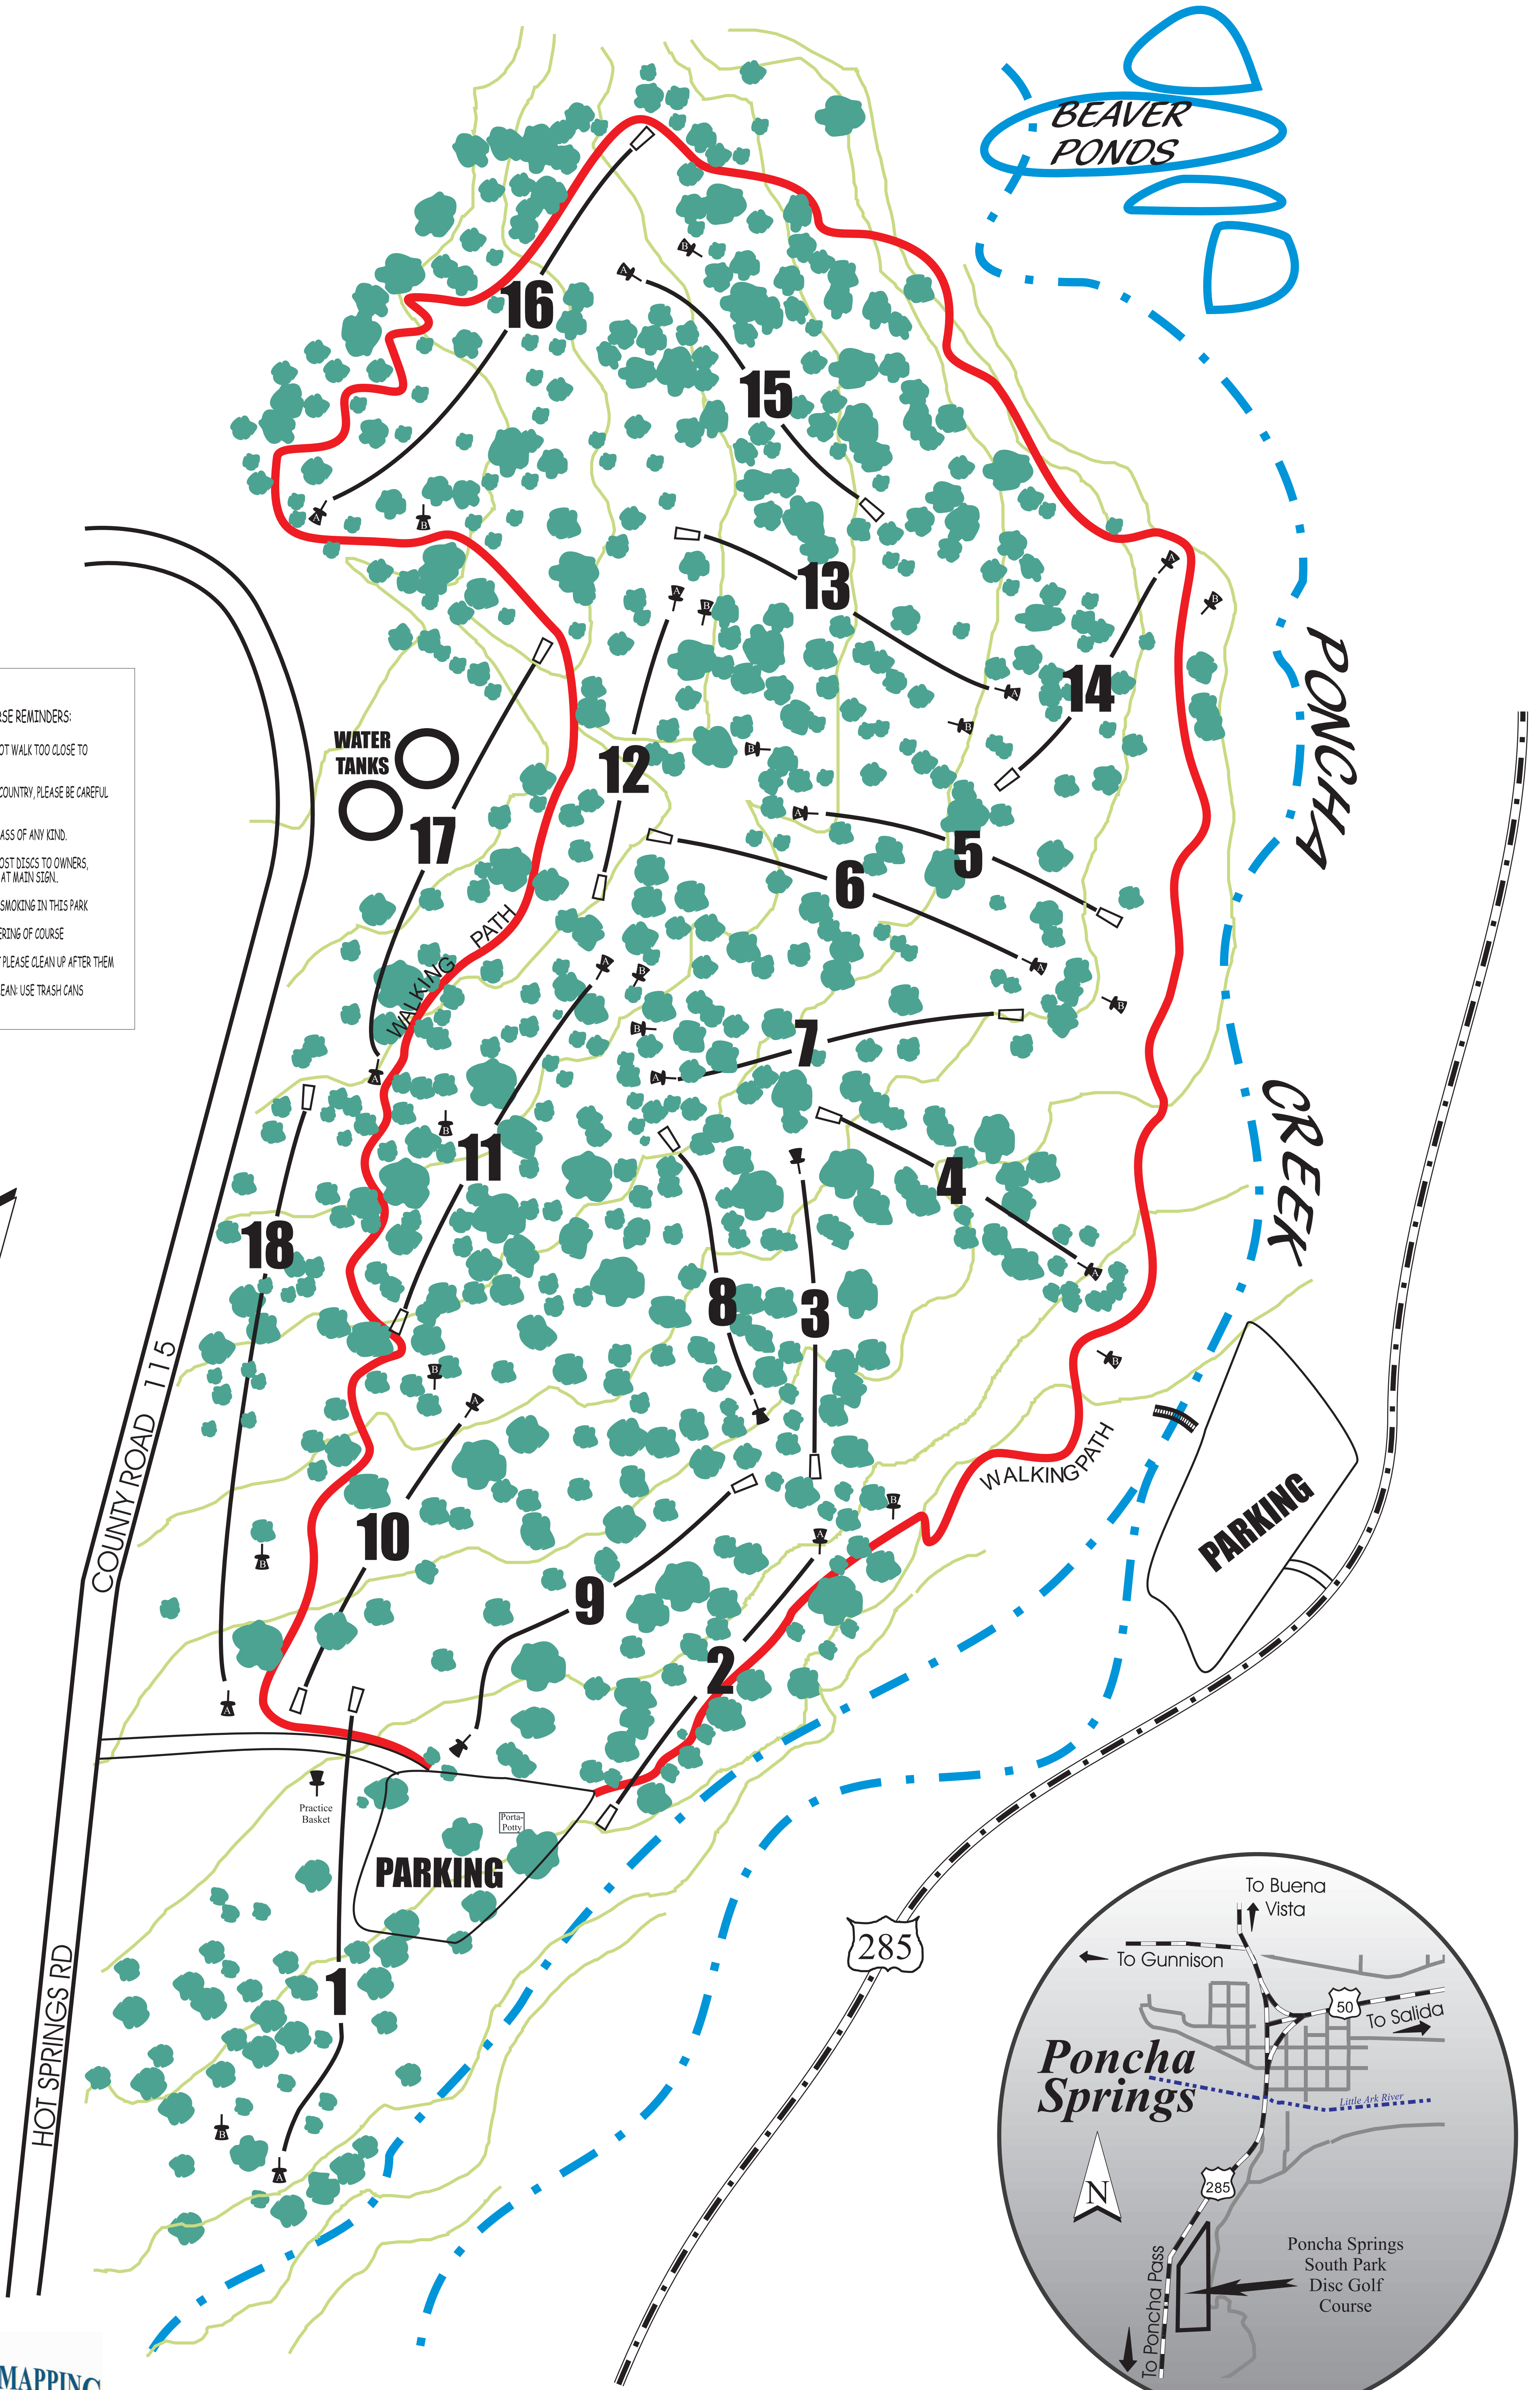 BEAVER
PONDS
16
15
13
14
12
WATER
TANKS
17
5
6
WALKING PATH
7
11
4
18
8
3
10
9
2
1
PONCHA
CREEK
RSE REMINDERS:
OT WALK TOO CLOSE TO
COUNTRY, PLEASE BE CAREFUL
ASS OF ANY KIND.
OST DISCS TO OWNERS,
AT MAIN SIGN..
SMOKING IN THIS PARK
ERING OF COURSE
PLEASE CLEAN UP AFTER THEM
EAN: USE TRASH CANS
COUNTY ROAD 115
HOT SPRINGS RD
WALKINGPATH
PARKING
Practice
Basket
Porta-
Potty
PARKING
285
To Buena
Vista
To Gunnison
50
To Salida
Poncha
Springs
Little Ark River
N
285
To Poncha Pass
Poncha Springs
South Park
Disc Golf
Course
MAPPING
A
B
A
B
A
B
A
B
A
B
A
B
A
B
A
B
A
B
A
B
A
B
A
B
A
B
A
B
A
B